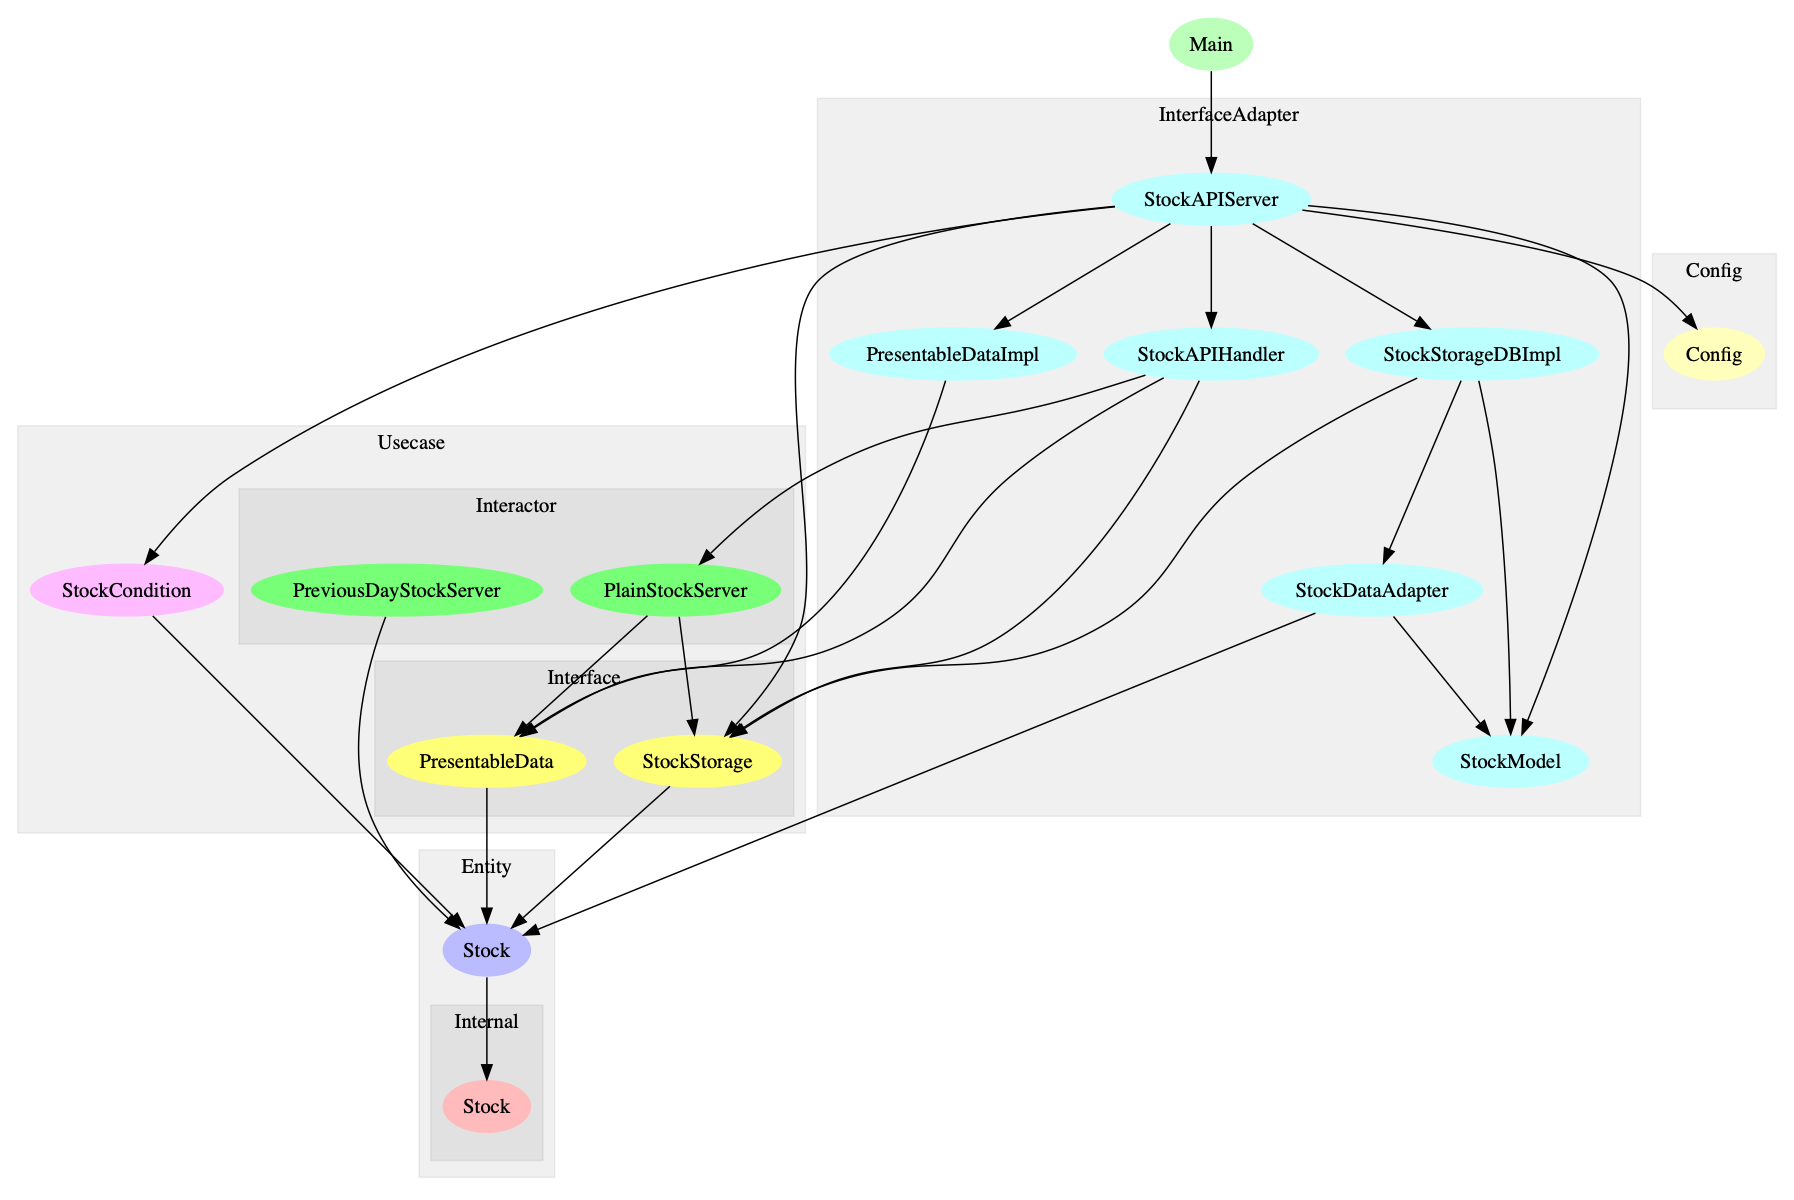 Main
InterfaceAdapter
StockAPIServer
Config
PresentableDataImpl
StockAPIHandler
StockStorageDBImpl
Config
Usecase
Interactor
StockCondition
PreviousDayStockServer
PlainStockServer
StockDataAdapter
Interface
PresentableData
StockStorage
StockModel
Entity
Stock
Internal
Stock